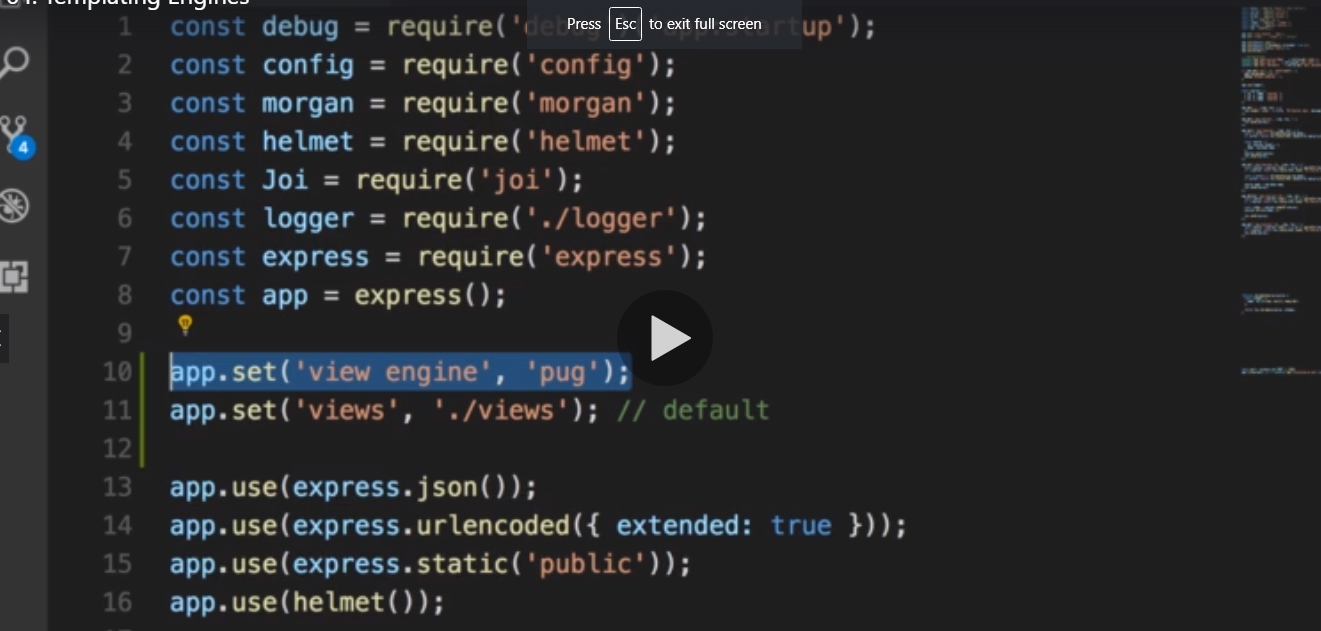 04. Templating Engines
Press Esc to exit full screen
1 const debug = require('debug')('app:startup');
2 const config = require('config');
3 const morgan = require('morgan');
4 const helmet = require('helmet');
5 const Joi = require('joi');
6 const logger = require('./logger');
7 const express = require('express');
8 const app = express();
9
10 app.set('view engine', 'pug');
11 app.set('views', './views'); // default
12
13 app.use(express.json());
14 app.use(express.urlencoded({ extended: true }));
15 app.use(express.static('public'));
16 app.use(helmet());
4